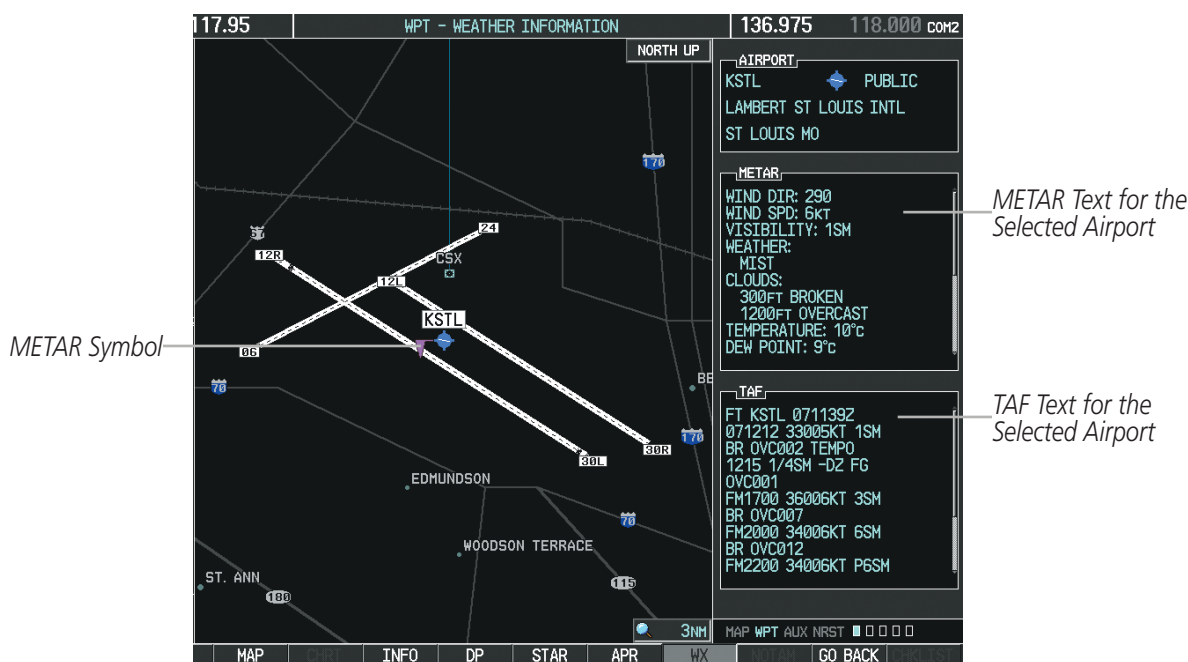 117.95 WPT - WEATHER INFORMATION 136.975 118.000 COM2
NORTH UP
170
67
24
12R
CSX
12L
KSTL
06
70
BE
170
30R
30L
EDMUNDSON
70
WOODSON TERRACE
ST. ANN
115
180
3NM
METAR Symbol
AIRPORT
KSTL PUBLIC
LAMBERT ST LOUIS INTL
ST LOUIS MO
METAR
WIND DIR: 290
WIND SPD: 6KT
VISIBILITY: 1SM
WEATHER:
MIST
CLOUDS:
300FT BROKEN
1200FT OVERCAST
TEMPERATURE: 10°C
DEW POINT: 9°C
METAR Text for the
Selected Airport
TAF
FT KSTL 071139Z
071212 33005KT 1SM
BR OVC002 TEMPO
1215 1/4SM -DZ FG
OVC001
FM1700 36006KT 3SM
BR OVC007
FM2000 34006KT 6SM
BR OVC012
FM2200 34006KT P6SM
TAF Text for the
Selected Airport
MAP WPT AUX NRST
MAP CHRT INFO DP STAR APR WX NOTAM GO BACK CHKLIST